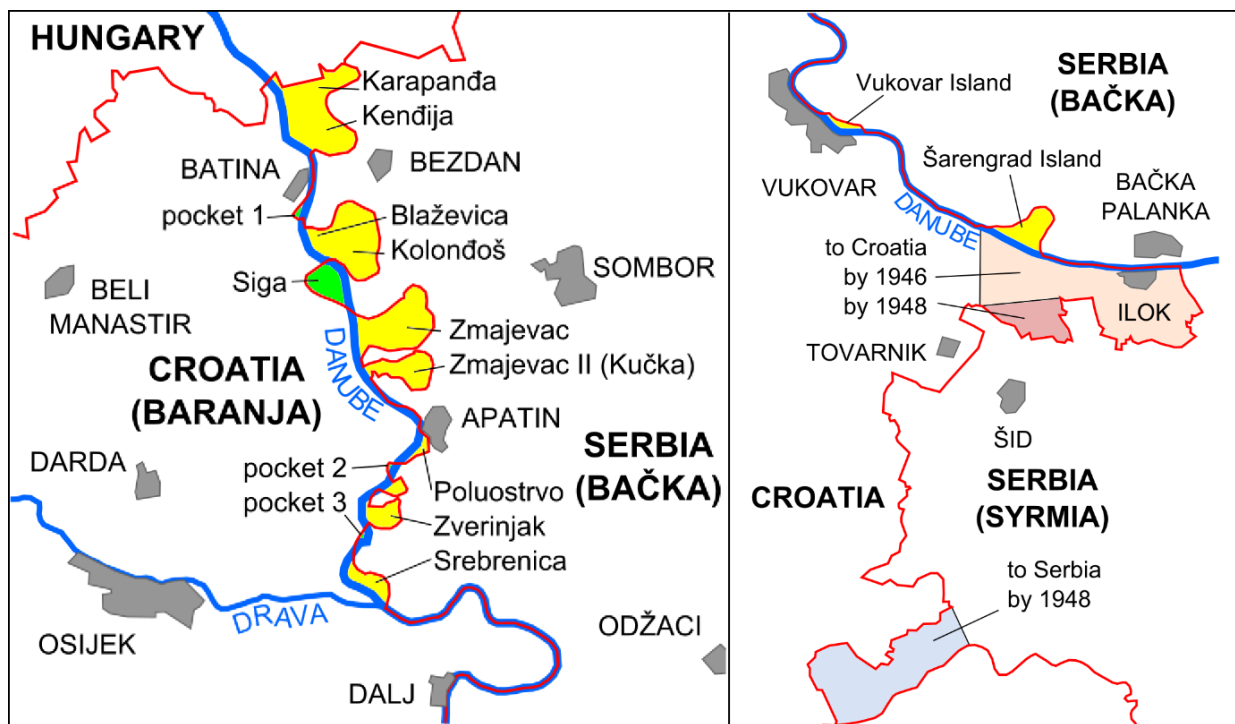 HUNGARY
Karapanđa
Kenđija
BATINA
BEZDAN
pocket 1
Blaževica
Kolonđoš
Siga
SOMBOR
BELI
MANASTIR
Zmajevac
DANUBE
Zmajevac II (Kučka)
CROATIA
(BARANJA)
APATIN
SERBIA
(BAČKA)
DARDA
pocket 2
Poluostrvo
pocket 3
Zverinjak
Srebrenica
DRAVA
OSIJEK
ODŽACI
DALJ
SERBIA
(BAČKA)
Vukovar Island
Šarengrad Island
VUKOVAR
BAČKA
PALANKA
DANUBE
to Croatia
by 1946
by 1948
ILOK
TOVARNIK
ŠID
CROATIA
SERBIA
(SYRMIA)
to Serbia
by 1948